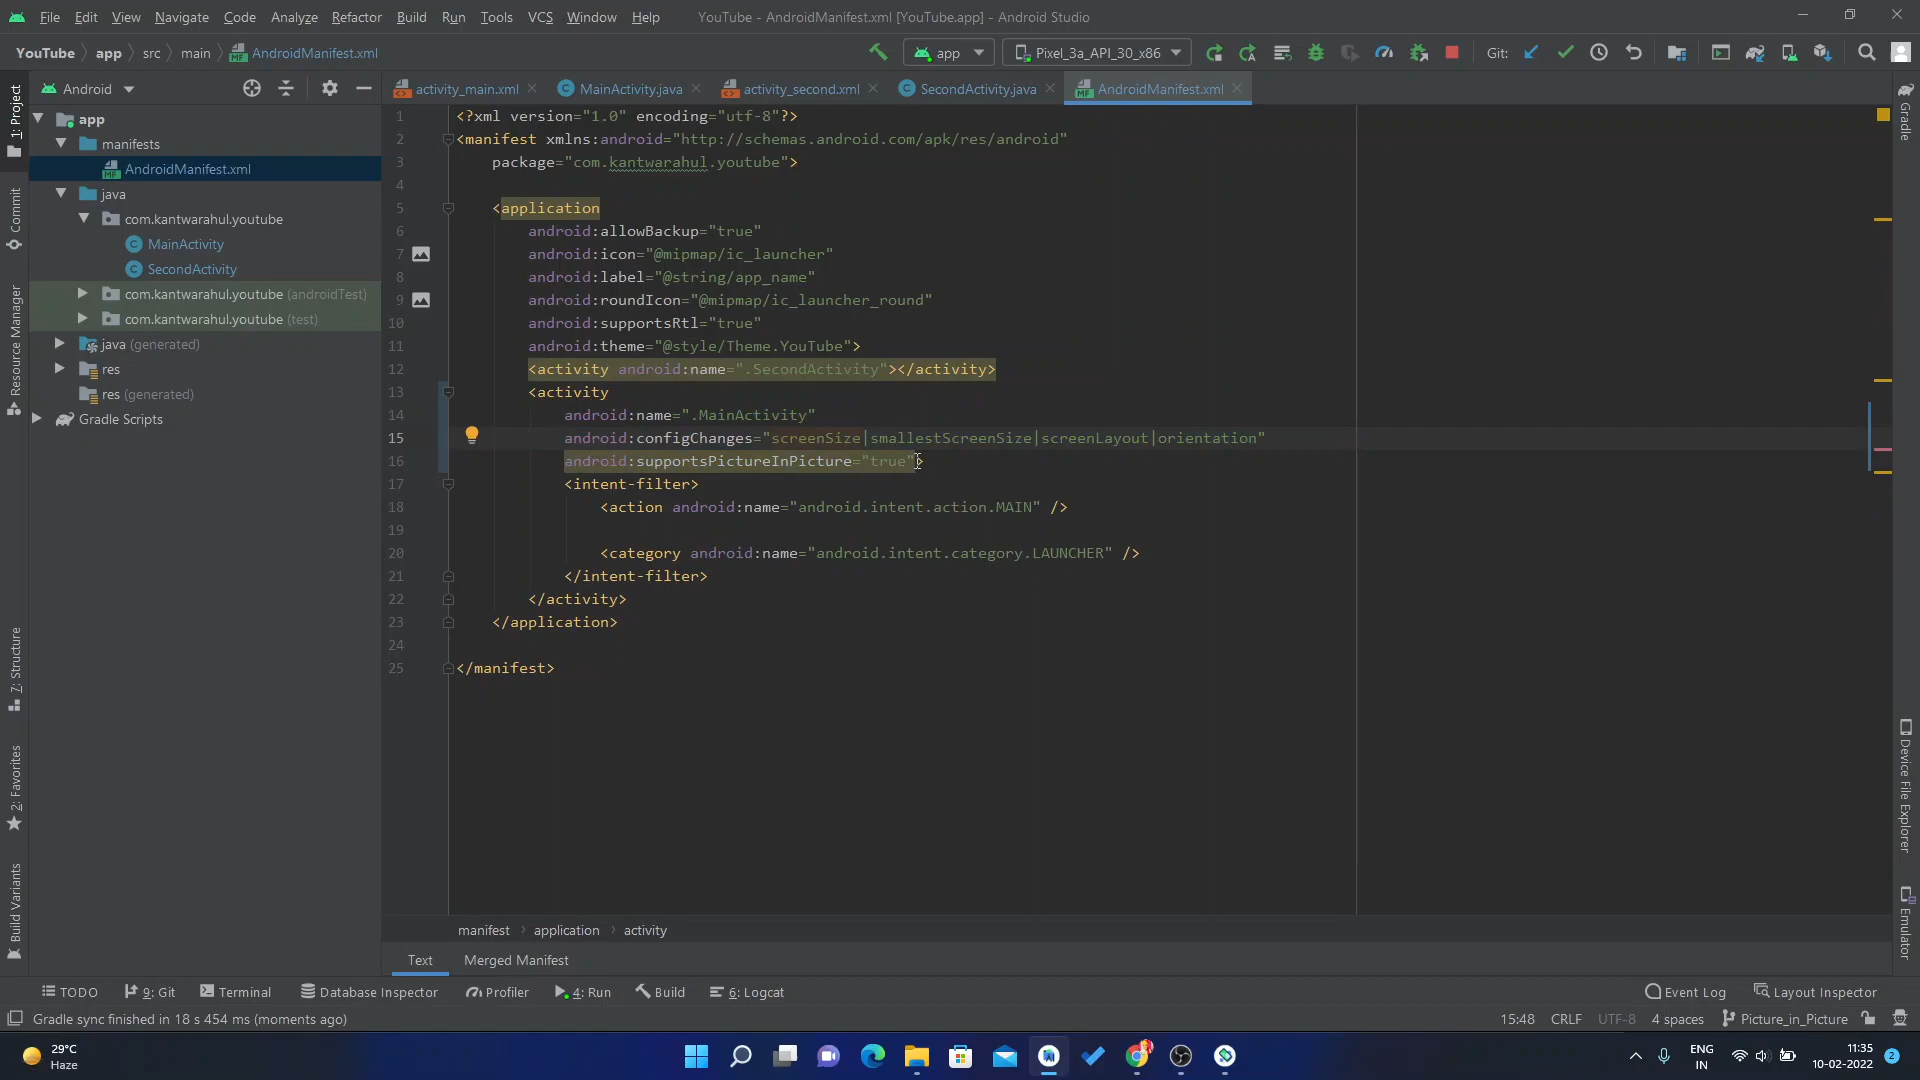 File Edit View Navigate Code Analyze Refactor Build Run Tools VCS Window Help YouTube - AndroidManifest.xml [YouTube.app] - Android Studio
YouTube app src main AndroidManifest.xml app Pixel_3a_API_30_x86 Git:
Android activity_main.xml MainActivity.java activity_second.xml SecondActivity.java AndroidManifest.xml
app
manifests
AndroidManifest.xml
java
com.kantwarahul.youtube
MainActivity
SecondActivity
com.kantwarahul.youtube (androidTest)
com.kantwarahul.youtube (test)
java (generated)
res
res (generated)
Gradle Scripts
1: Project
Commit
Resource Manager
7: Structure
2: Favorites
Build Variants
1 <?xml version="1.0" encoding="utf-8"?>
2 <manifest xmlns:android="http://schemas.android.com/apk/res/android"
3 package="com.kantwarahul.youtube">
4
5 <application
6 android:allowBackup="true"
7 android:icon="@mipmap/ic_launcher"
8 android:label="@string/app_name"
9 android:roundIcon="@mipmap/ic_launcher_round"
10 android:supportsRtl="true"
11 android:theme="@style/Theme.YouTube">
12 <activity android:name=".SecondActivity"></activity>
13 <activity
14 android:name=".MainActivity"
15 android:configChanges="screenSize|smallestScreenSize|screenLayout|orientation"
16 android:supportsPictureInPicture="true">
17 <intent-filter>
18 <action android:name="android.intent.action.MAIN" />
19
20 <category android:name="android.intent.category.LAUNCHER" />
21 </intent-filter>
22 </activity>
23 </application>
24
25 </manifest>
Gradle
Device File Explorer
Emulator
manifest application activity
Text Merged Manifest
TODO 9: Git Terminal Database Inspector Profiler 4: Run Build 6: Logcat Event Log Layout Inspector
Gradle sync finished in 18 s 454 ms (moments ago) 15:48 CRLF UTF-8 4 spaces Picture_in_Picture
29°C
Haze
ENG
IN
11:35
10-02-2022
2